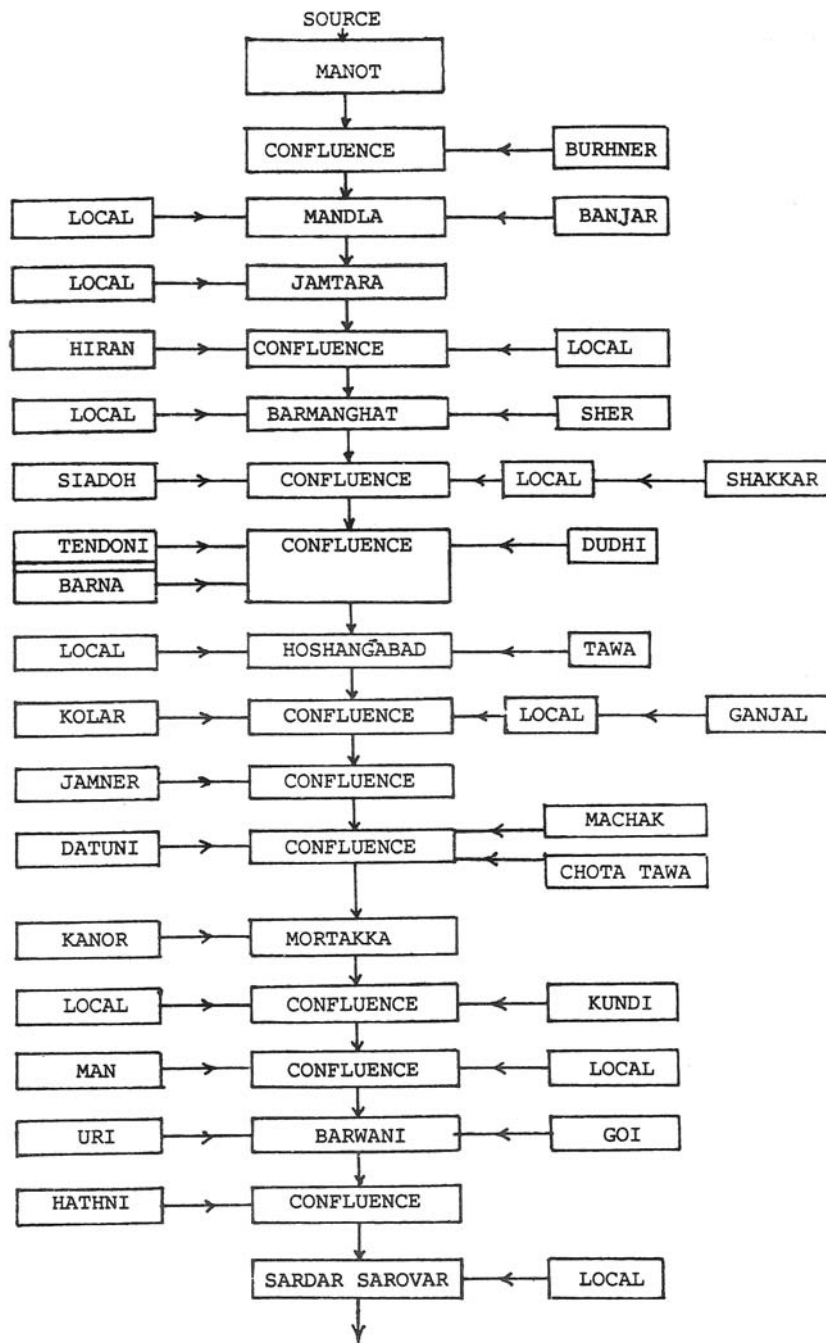 SOURCE
MANOT
CONFLUENCE BURHNER
LOCAL MANDLA BANJAR
LOCAL JAMTARA
HIRAN CONFLUENCE LOCAL
LOCAL BARMANGHAT SHER
SIADOH CONFLUENCE LOCAL SHAKKAR
TENDONI CONFLUENCE DUDHI
BARNA
LOCAL HOSHANGABAD TAWA
KOLAR CONFLUENCE LOCAL GANJAL
JAMNER CONFLUENCE
MACHAK
DATUNI CONFLUENCE
CHOTA TAWA
KANOR MORTAKKA
LOCAL CONFLUENCE KUNDI
MAN CONFLUENCE LOCAL
URI BARWANI GOI
HATHNI CONFLUENCE
SARDAR SAROVAR LOCAL